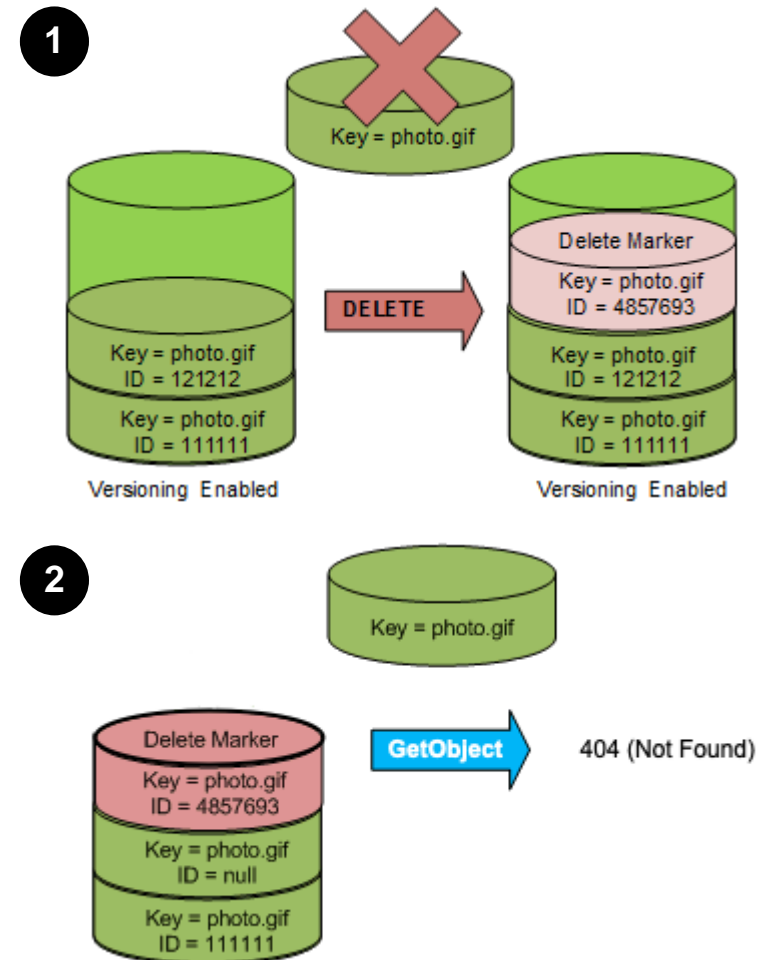 1
Key = photo.gif
Key = photo.gif
ID = 121212
Key = photo.gif
ID = 111111
Versioning Enabled
DELETE
Delete Marker
Key = photo.gif
ID = 4857693
Key = photo.gif
ID = 121212
Key = photo.gif
ID = 111111
Versioning Enabled
2
Key = photo.gif
Delete Marker
Key = photo.gif
ID = 4857693
Key = photo.gif
ID = null
Key = photo.gif
ID = 111111
GetObject
404 (Not Found)